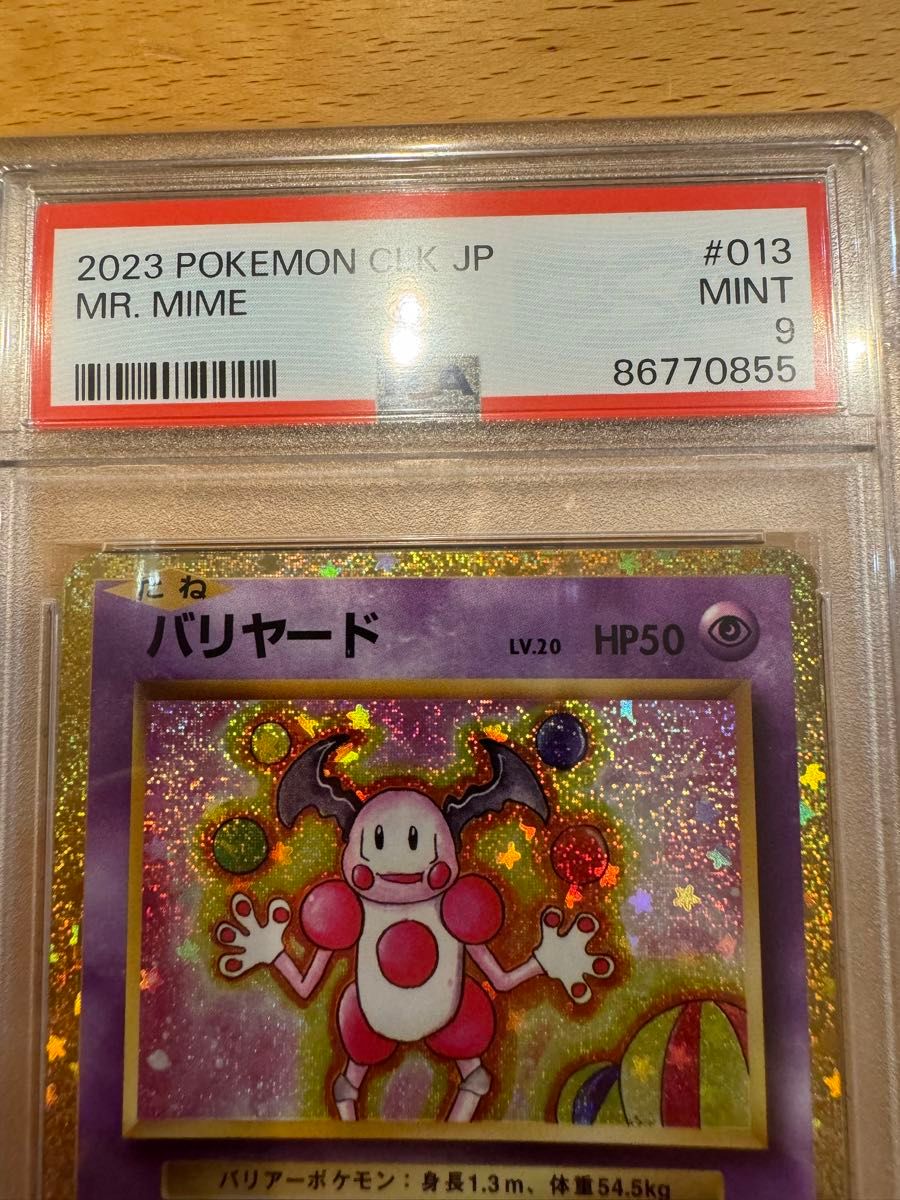 2023 POKEMON CLK JP #013
MR. MIME MINT
9
86770855
たね
バリヤード LV.20 HP50
バリアーポケモン：身長1.3m、体重54.5kg